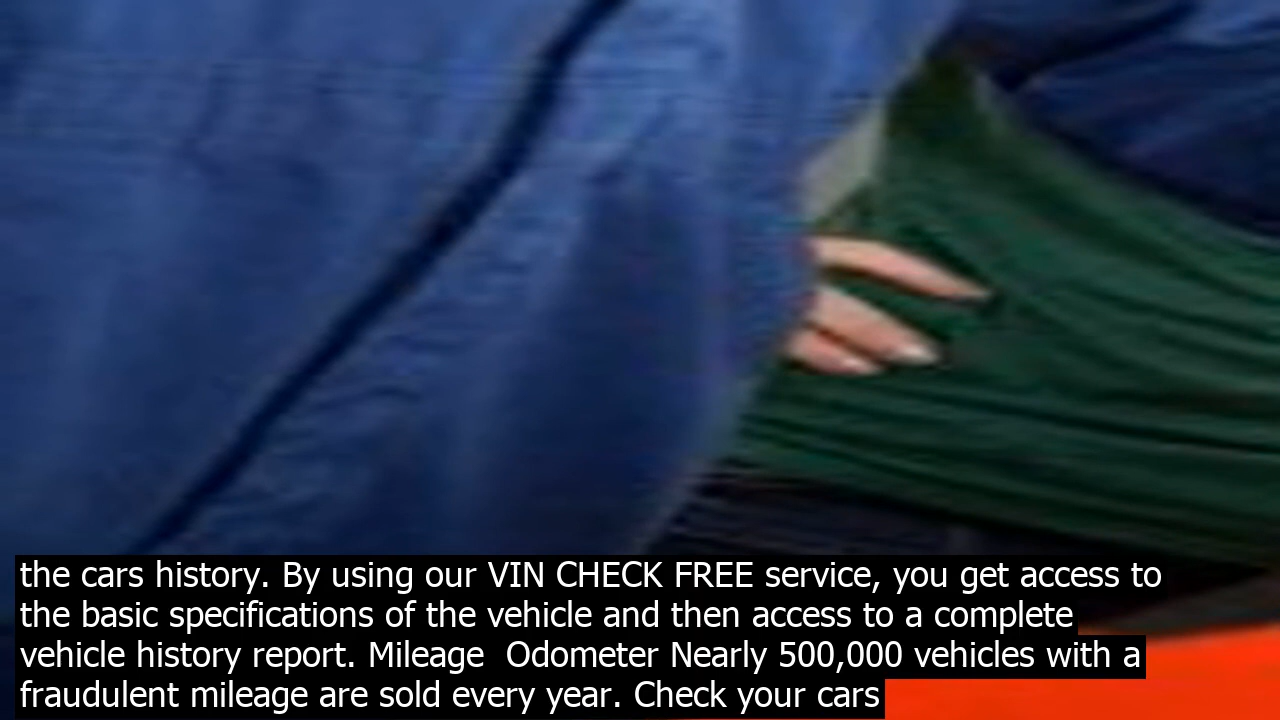 the cars history. By using our VIN CHECK FREE service, you get access to
the basic specifications of the vehicle and then access to a complete
vehicle history report. Mileage  Odometer Nearly 500,000 vehicles with a
fraudulent mileage are sold every year. Check your cars